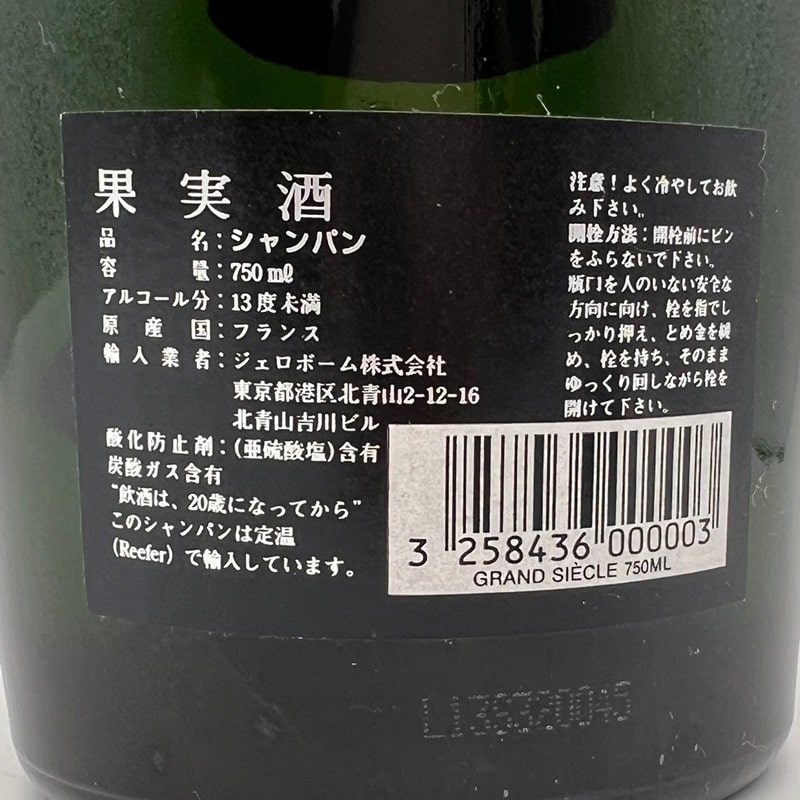 果実酒
品名：シャンパン
容量：750mℓ
アルコール分：13度未満
原産国：フランス
輸入業者：ジェロボーム株式会社
東京都港区北青山2-12-16
北青山吉川ビル
酸化防止剤：(亜硫酸塩)含有
炭酸ガス含有
"飲酒は、20歳になってから"
このシャンパンは定温
(Reefer)で輸入しています。
注意！よく冷やしてお飲
み下さい。
開栓方法：開栓前にビン
をふらないで下さい。
瓶口を人のいない安全な
方向に向け、栓を指でし
っかり押え、とめ金を緩
め、栓を持ち、そのまま
ゆっくり回しながら栓を
開けて下さい。
3 258436 000003
GRAND SIÈCLE 750ML